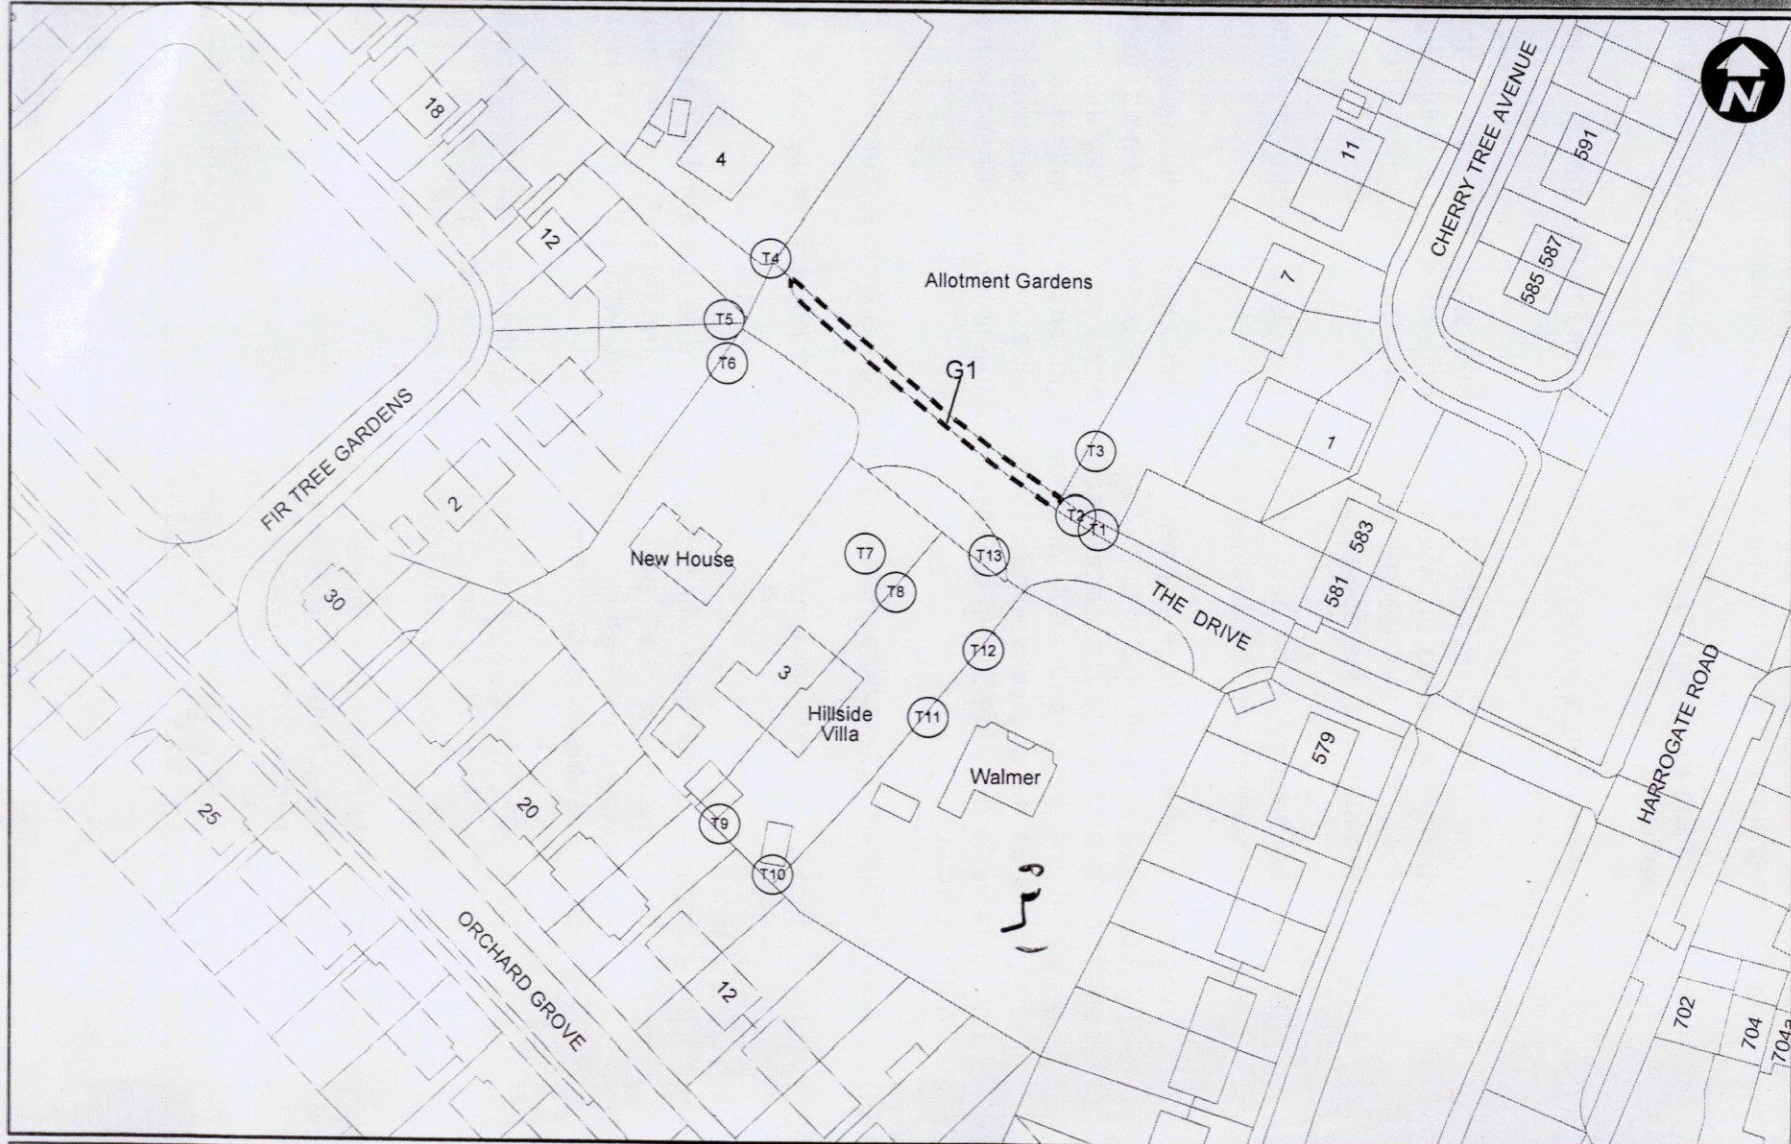 N
18
4
12
T4
Allotment Gardens
11
7
CHERRY TREE AVENUE
591
587
585
T5
T6
G1
T3
1
T2
T1
FIR TREE GARDENS
2
New House
T7
T8
T13
583
581
THE DRIVE
30
3
T12
Hillside
Villa
T11
Walmer
579
HARROGATE ROAD
25
20
T9
T10
ORCHARD GROVE
12
702
704
704a